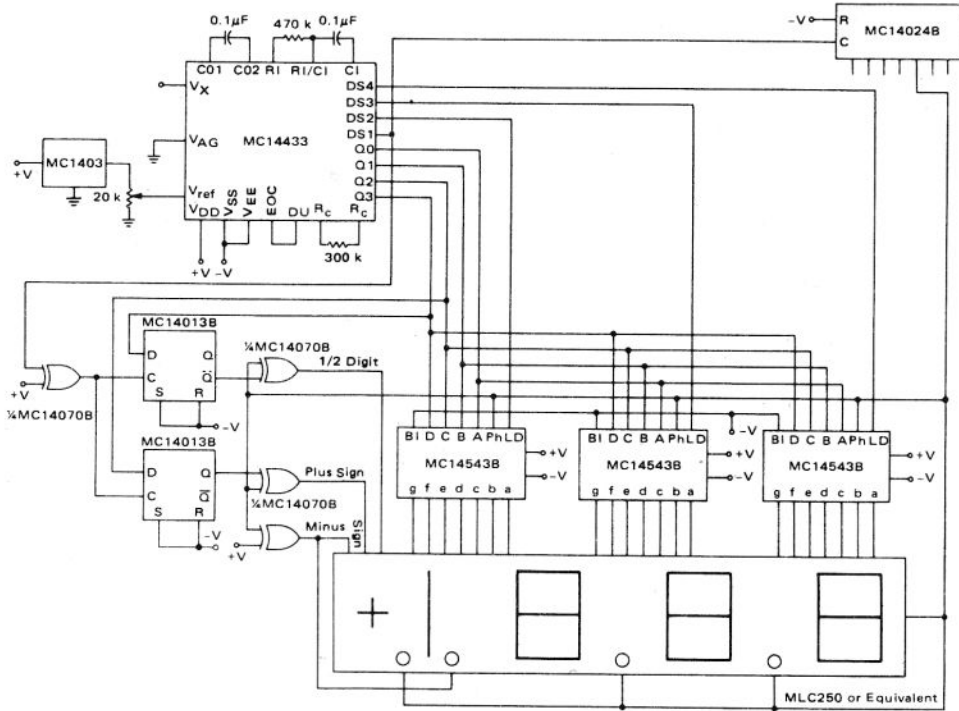 0.1μF 470 k 0.1μF
-V R MC14024B
C
CO1 CO2 RI RI/CI CI
VX DS4
DS3
DS2
VAG MC14433 DS1
Q0
MC1403 Q1
+V Q2
20 k Vref Q3
VDD VSS VEE EOC DU Rc Rc
+V -V 300 k
MC14013B
¼MC14070B
D Q 1/2 Digit
C Q̅
S R
+V
¼MC14070B -V
MC14013B
BI D C B A Ph LD BI D C B A Ph LD -V BI D C B A Ph LD
D Q Plus Sign MC14543B +V MC14543B +V MC14543B +V
C Q̅ -V -V -V
¼MC14070B g f e d c b a g f e d c b a g f e d c b a
S R Minus Sign
-V
+V
MLC250 or Equivalent